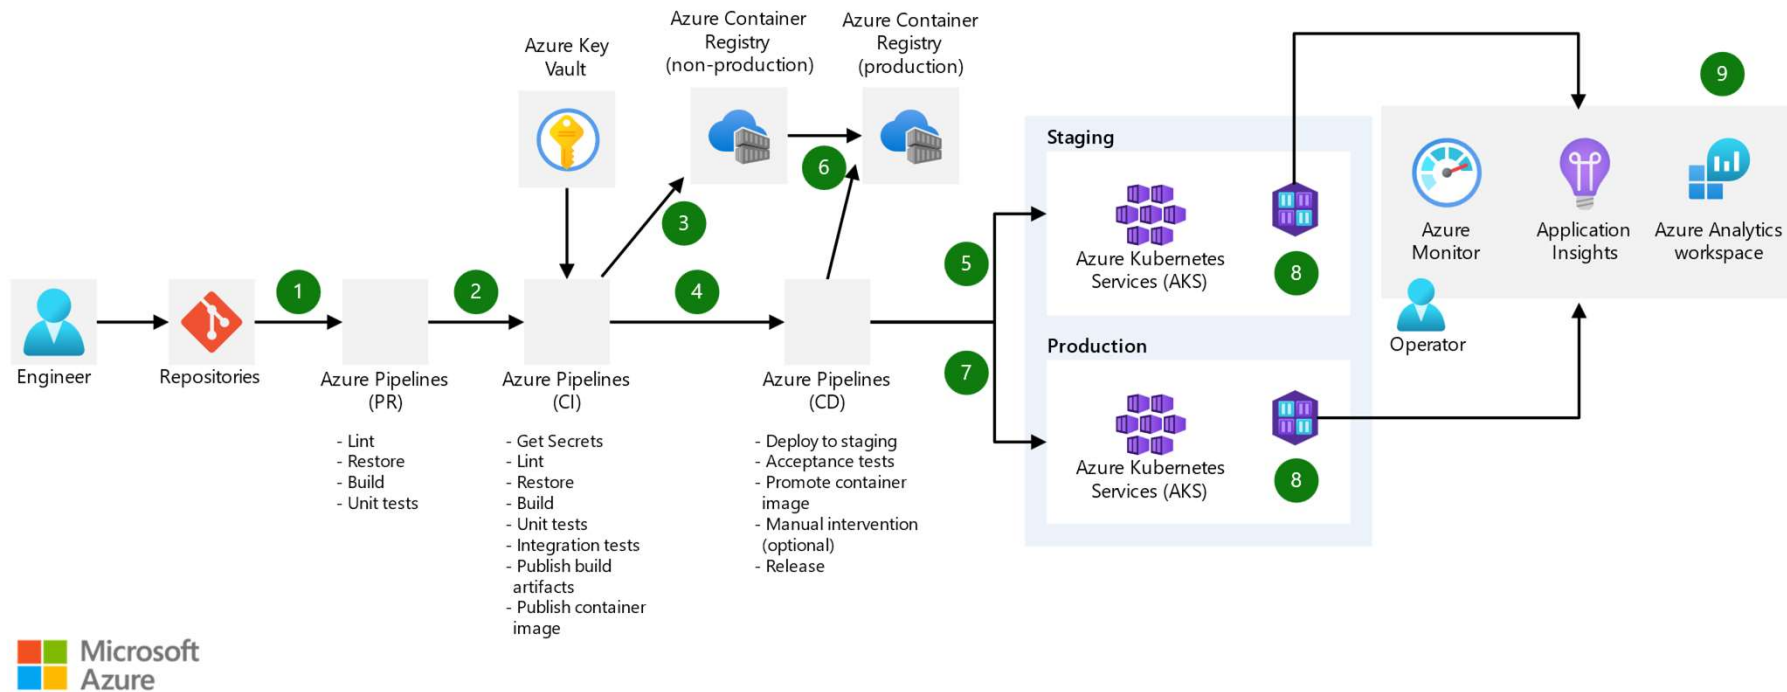 Azure Key
Vault
Azure Container
Registry
(non-production)
Azure Container
Registry
(production)
9
6
3
Staging
Azure Kubernetes
Services (AKS)
8
Azure
Monitor
Application
Insights
Azure Analytics
workspace
Operator
1
2
4
5
7
Engineer
Repositories
Azure Pipelines
(PR)
- Lint
- Restore
- Build
- Unit tests
Azure Pipelines
(CI)
- Get Secrets
- Lint
- Restore
- Build
- Unit tests
- Integration tests
- Publish build
artifacts
- Publish container
image
Azure Pipelines
(CD)
- Deploy to staging
- Acceptance tests
- Promote container
image
- Manual intervention
(optional)
- Release
Production
Azure Kubernetes
Services (AKS)
8
Microsoft
Azure